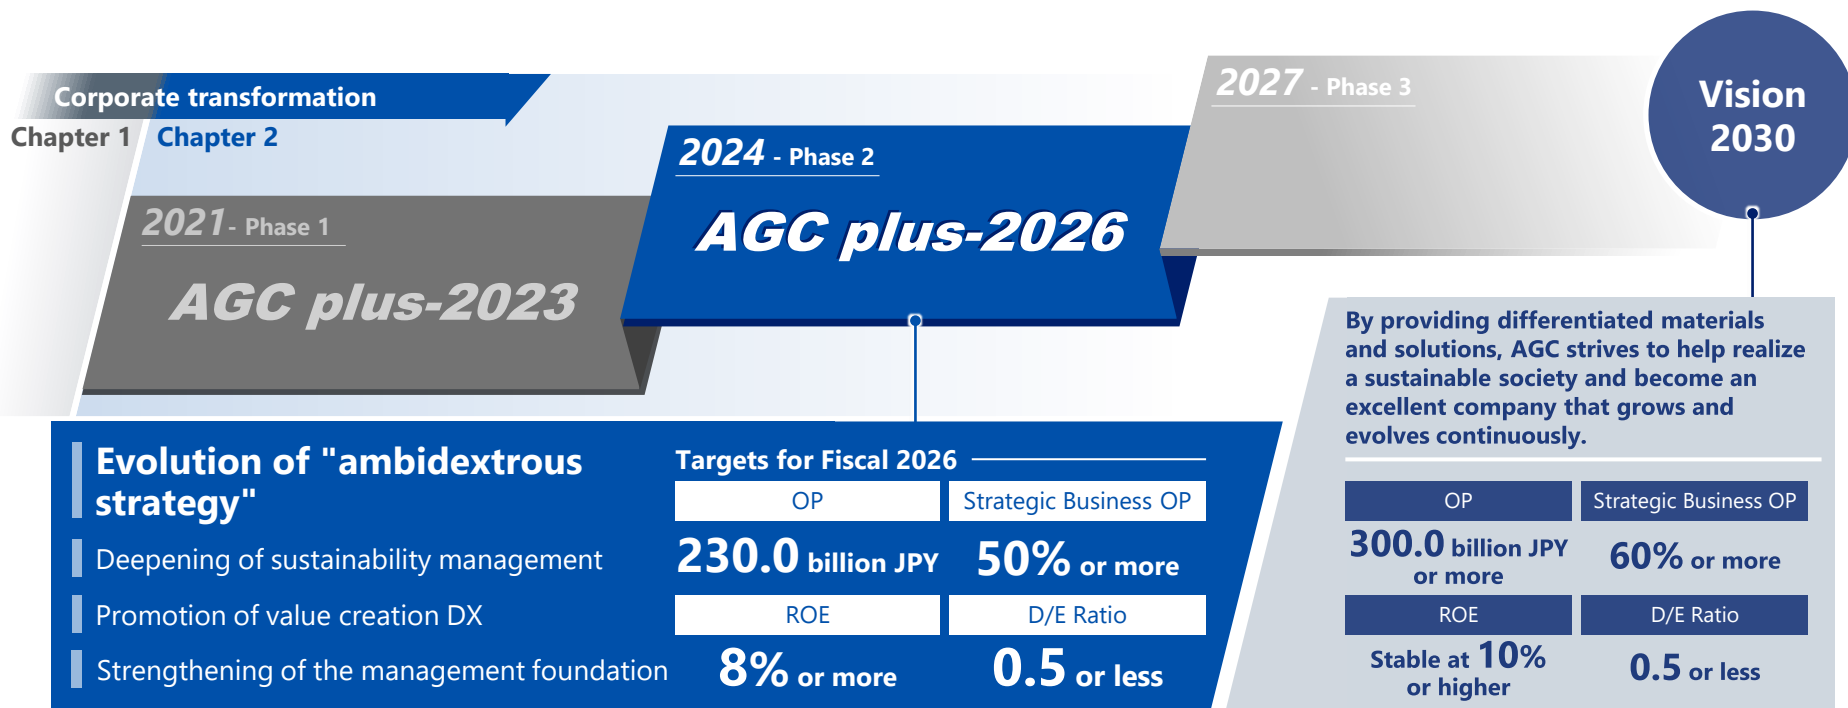 Corporate transformation
Chapter 1
Chapter 2
2021 - Phase 1
AGC plus-2023
2024 - Phase 2
AGC plus-2026
2027 - Phase 3
Vision
2030
Evolution of "ambidextrous
strategy"
Deepening of sustainability management
Promotion of value creation DX
Strengthening of the management foundation
Targets for Fiscal 2026
OP
Strategic Business OP
230.0 billion JPY
50% or more
ROE
D/E Ratio
8% or more
0.5 or less
By providing differentiated materials
and solutions, AGC strives to help realize
a sustainable society and become an
excellent company that grows and
evolves continuously.
OP
Strategic Business OP
300.0 billion JPY
or more
60% or more
ROE
D/E Ratio
Stable at 10%
or higher
0.5 or less